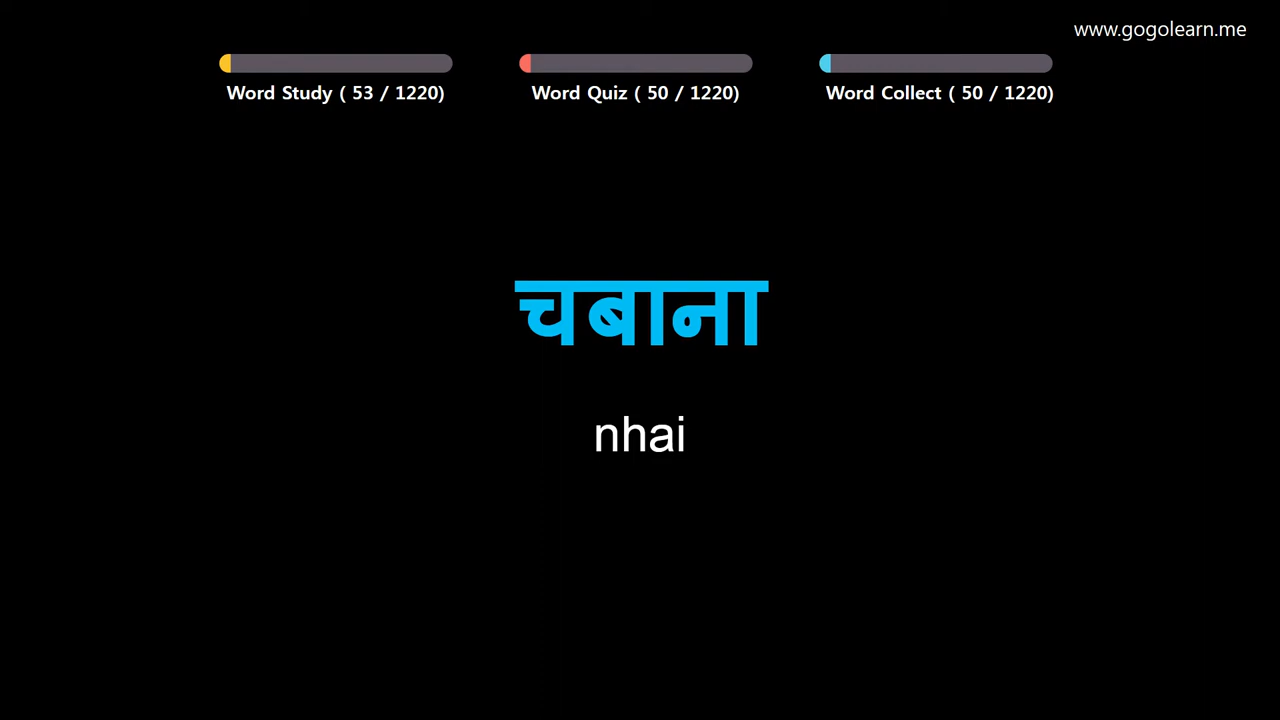 www.gogolearn.me
Word Study ( 53 / 1220)
Word Quiz ( 50 / 1220)
Word Collect ( 50 / 1220)
चबाना
nhai